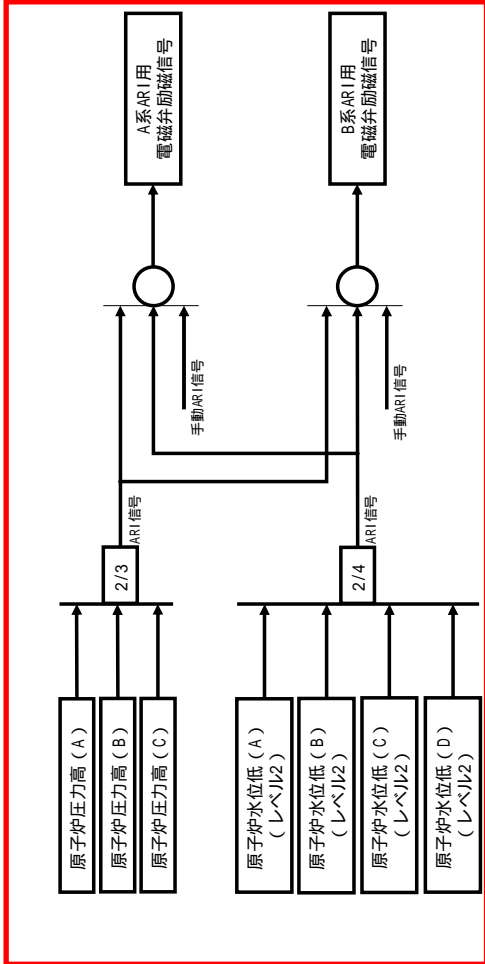 原子炉圧力高(A)
原子炉圧力高(B)
原子炉圧力高(C)
2/3
ARI信号
原子炉水位低(A)
(レベル2)
原子炉水位低(B)
(レベル2)
原子炉水位低(C)
(レベル2)
原子炉水位低(D)
(レベル2)
2/4
ARI信号
手動ARI信号
手動ARI信号
A系ARI用
電磁弁励磁信号
B系ARI用
電磁弁励磁信号